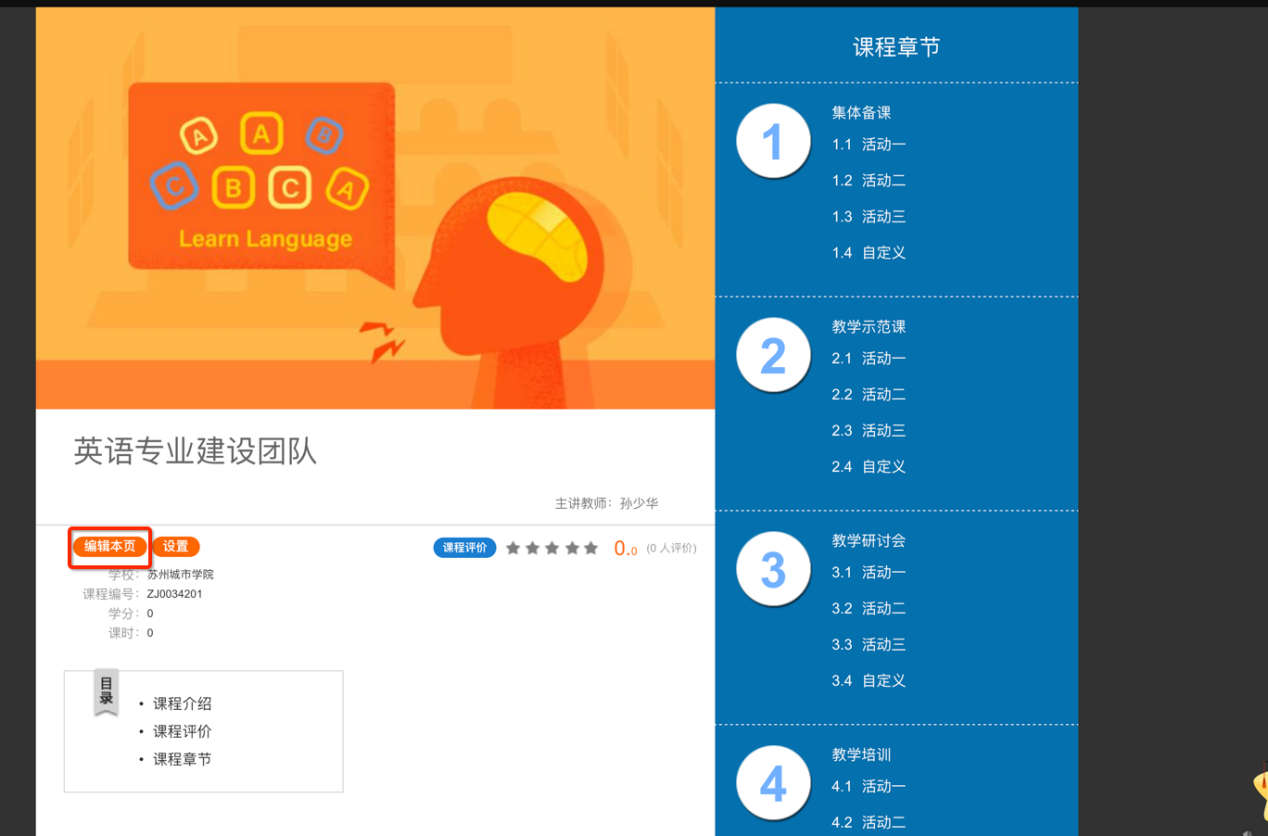 A A B
C B C A
Learn Language
英语专业建设团队
主讲教师：孙少华
编辑本页 设置
课程评价 0.0 (0 人评价)
学校：苏州城市学院
课程编号：ZJ0034201
学分：0
课时：0
目录
• 课程介绍
• 课程评价
• 课程章节
课程章节
1
集体备课
1.1 活动一
1.2 活动二
1.3 活动三
1.4 自定义
2
教学示范课
2.1 活动一
2.2 活动二
2.3 活动三
2.4 自定义
3
教学研讨会
3.1 活动一
3.2 活动二
3.3 活动三
3.4 自定义
4
教学培训
4.1 活动一
4.2 活动二